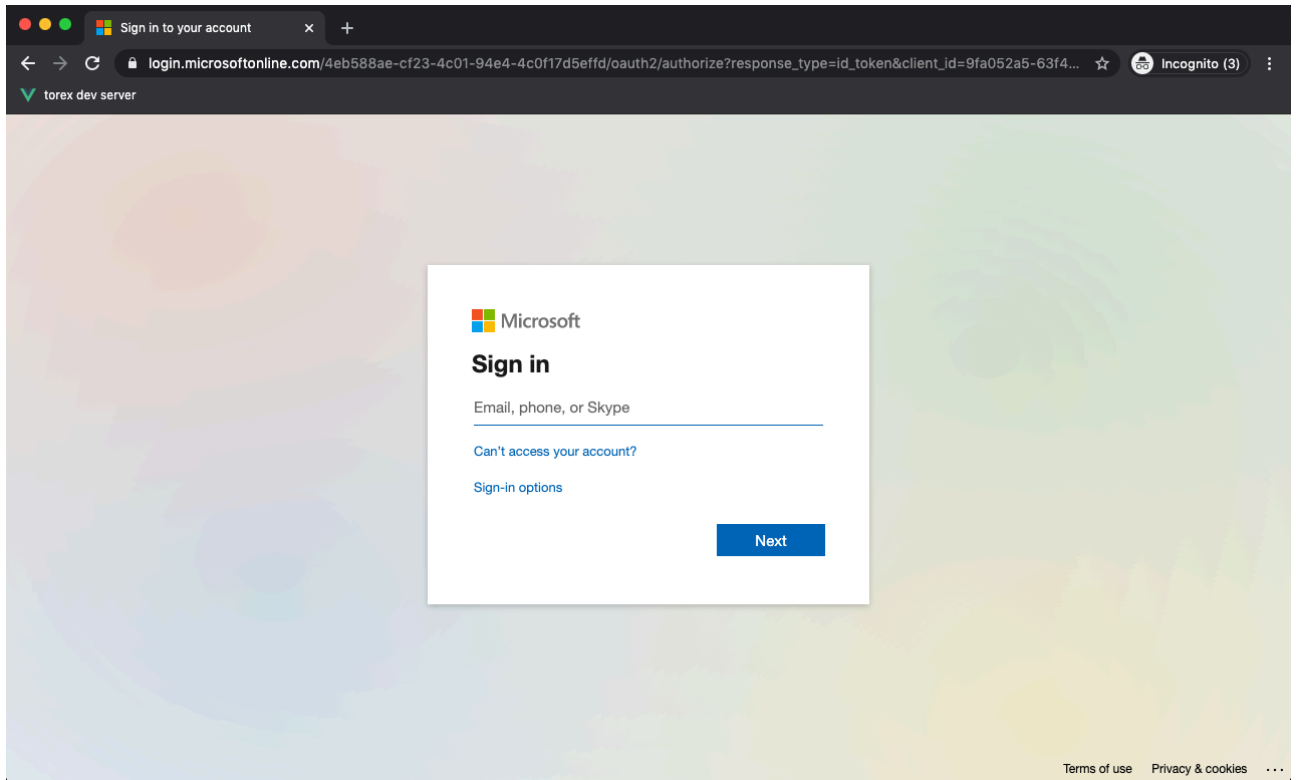 Sign in to your account
login.microsoftonline.com/4eb588ae-cf23-4c01-94e4-4c0f17d5effd/oauth2/authorize?response_type=id_token&client_id=9fa052a5-63f4...
Incognito (3)
torex dev server
Microsoft
Sign in
Email, phone, or Skype
Can't access your account?
Sign-in options
Next
Terms of use Privacy & cookies ...